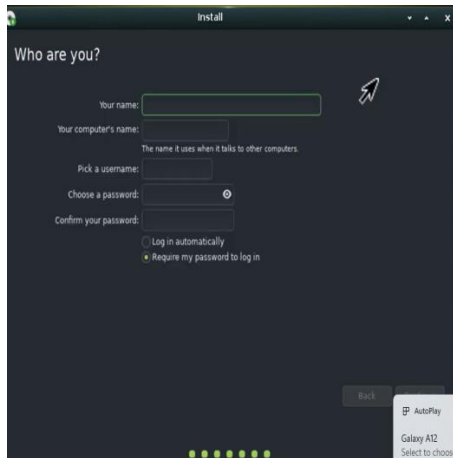 Install
Who are you?
Your name:
Your computer's name:
The name it uses when it talks to other computers.
Pick a username:
Choose a password:
Confirm your password:
Log in automatically
Require my password to log in
Back
AutoPlay
Galaxy A12
Select to choos